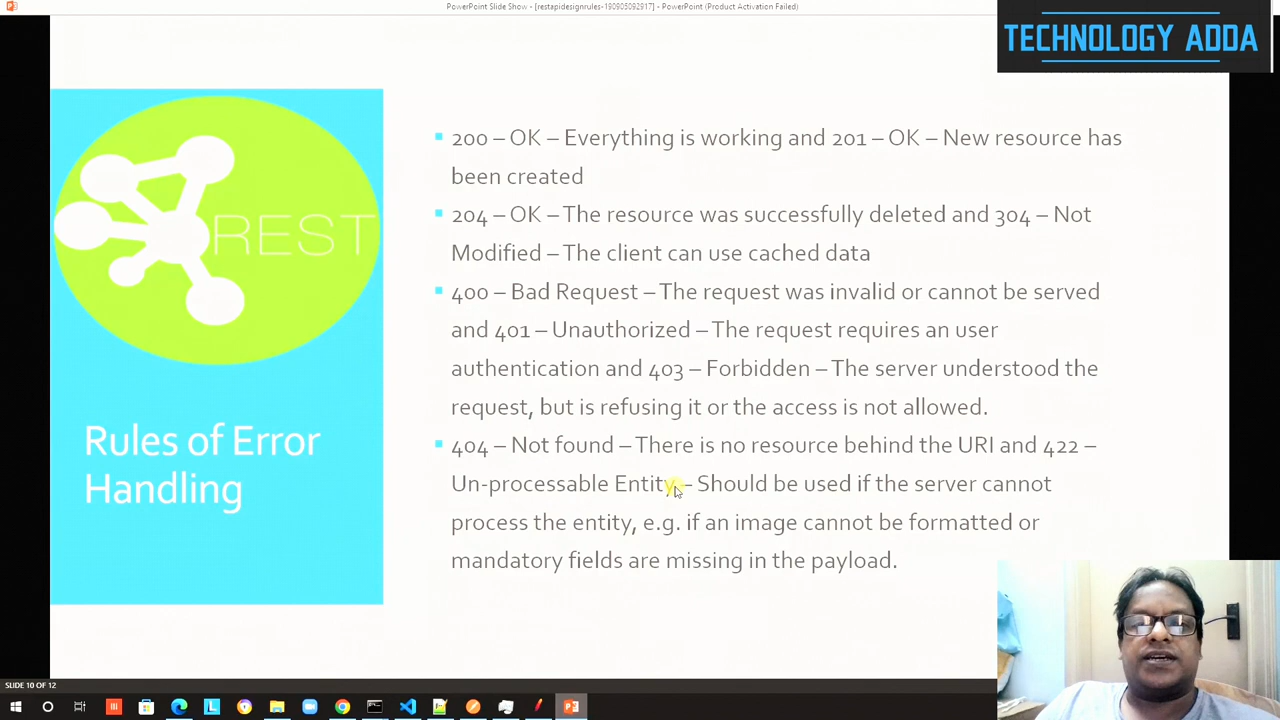 PowerPoint Slide Show - [restapidesignrules-190905092917] - PowerPoint (Product Activation Failed)
TECHNOLOGY ADDA
REST
Rules of Error
Handling
200 – OK – Everything is working and 201 – OK – New resource has
been created
204 – OK – The resource was successfully deleted and 304 – Not
Modified – The client can use cached data
400 – Bad Request – The request was invalid or cannot be served
and 401 – Unauthorized – The request requires an user
authentication and 403 – Forbidden – The server understood the
request, but is refusing it or the access is not allowed.
404 – Not found – There is no resource behind the URI and 422 –
Un-processable Entity – Should be used if the server cannot
process the entity, e.g. if an image cannot be formatted or
mandatory fields are missing in the payload.
SLIDE 10 OF 12